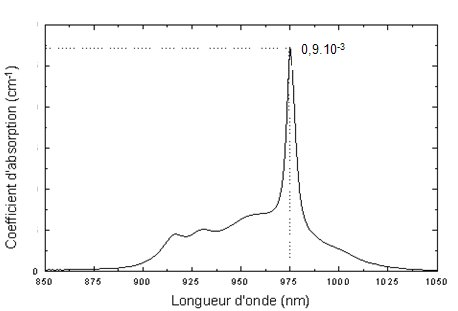 0,9.10-3
Coefficient d'absorption (cm-1)
0
850 875 900 925 950 975 1000 1025 1050
Longueur d'onde (nm)